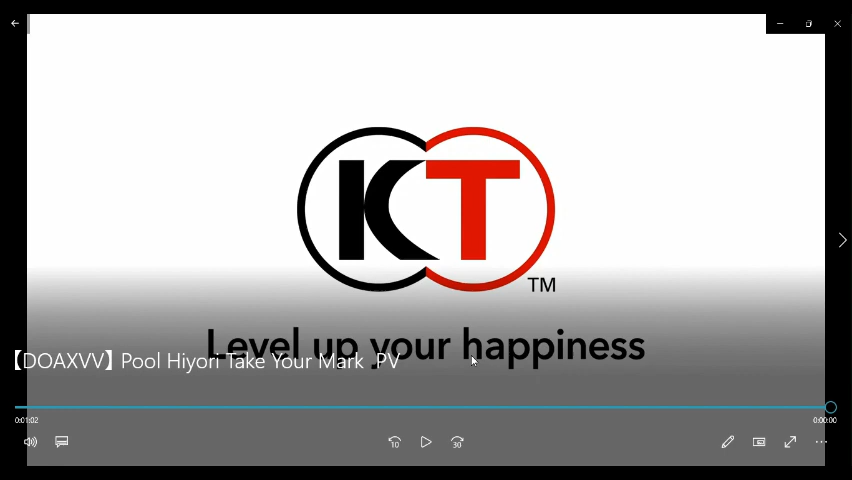 KT
TM
Level up your happiness
【DOAXVV】Pool Hiyori Take Your Mark .PV
0:01:02
0:00:00
10
30